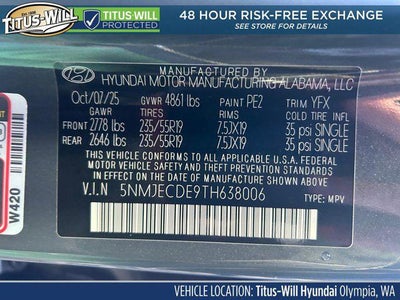 TITUS-WILL
TITUS-WILL
PROTECTED
48 HOUR RISK-FREE EXCHANGE
SEE STORE FOR DETAILS
MANUFACTURED BY
HYUNDAI MOTOR MANUFACTURING ALABAMA, LLC
Oct/07/25 GVWR 4861 lbs PAINT PE2 TRIM YFX
GAWR TIRES RIMS COLD TIRE INFL
FRONT 2778 lbs 235/55R19 7.5JX19 35 psi SINGLE
REAR 2646 lbs 235/55R19 7.5JX19 35 psi SINGLE
THIS VEHICLE CONFORMS TO ALL APPLICABLE U.S. FEDERAL
MOTOR VEHICLE SAFETY, BUMPER AND THEFT PREVENTION STANDARDS
IN EFFECT ON THE DATE OF MANUFACTURE SHOWN ABOVE.
V.I.N 5NMJECDE9TH638006
TYPE: MPV
W420
VEHICLE LOCATION: Titus-Will Hyundai Olympia, WA